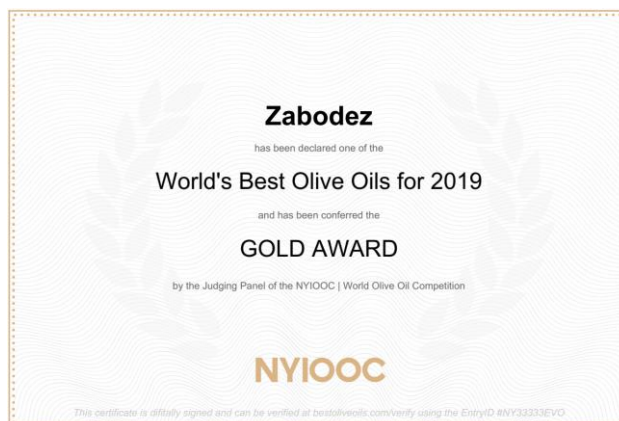 Zabodez
has been declared one of the
World's Best Olive Oils for 2019
and has been conferred the
GOLD AWARD
by the Judging Panel of the NYIOOC | World Olive Oil Competition
NYIOOC
This certificate is difitally signed and can be verified at bestoliveoils.com/verify using the EntryID #NY33333EVO